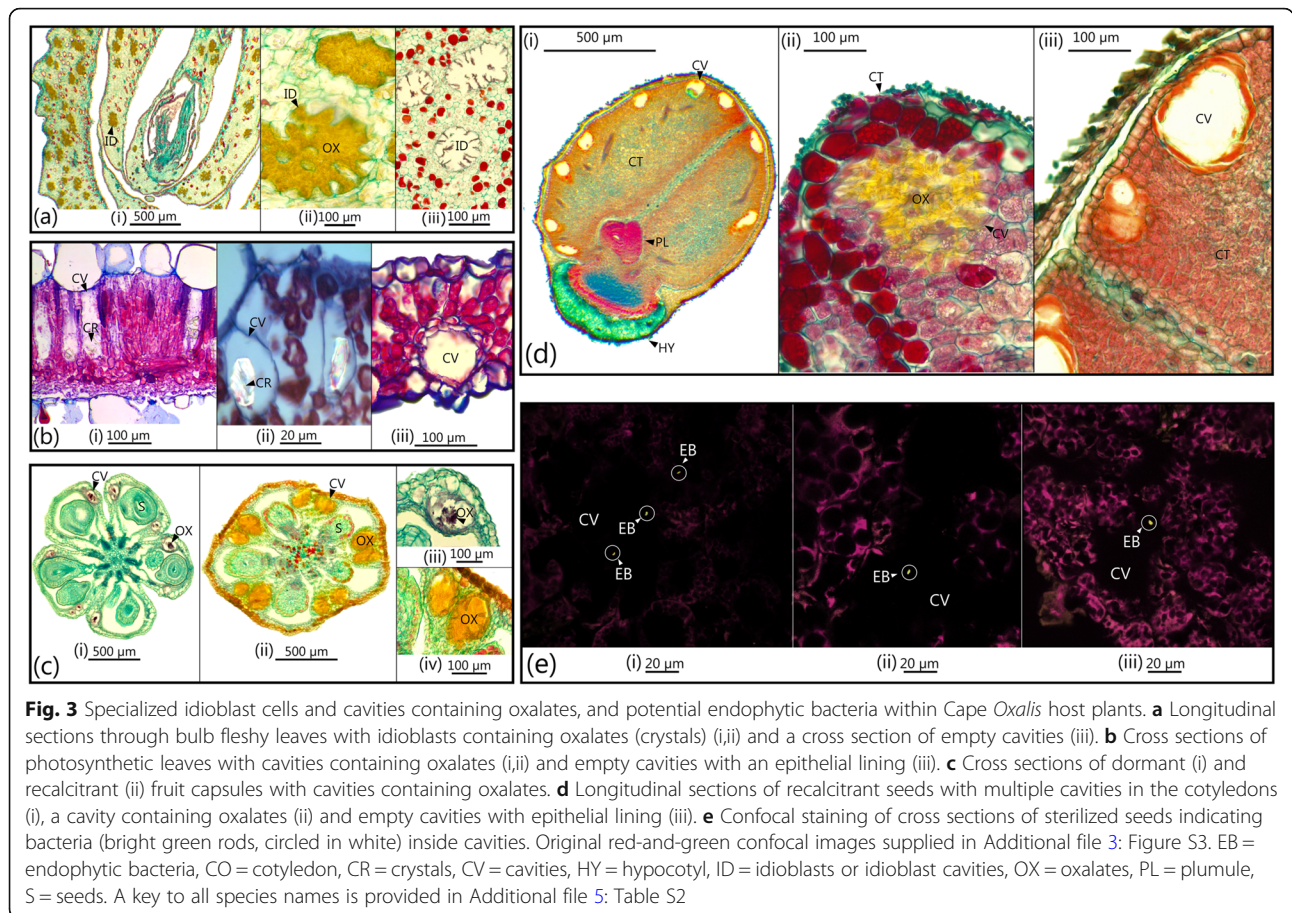 (i) 500 µm
ID
(ii) 100 µm
ID
OX
(iii) 100 µm
ID
(a)
CV
CR
(i) 100 µm
CV
CR
(ii) 20 µm
CV
(iii) 100 µm
(b)
CV
S
OX
(i) 500 µm
CV
S
OX
(ii) 500 µm
OX
(iii) 100 µm
OX
(iv) 100 µm
(c)
(i) 500 µm
CV
CT
PL
HY
(ii) 100 µm
CT
OX
CV
(iii) 100 µm
CV
CT
(d)
EB
CV
EB
EB
(i) 20 µm
EB
CV
(ii) 20 µm
EB
CV
(iii) 20 µm
(e)
Fig. 3 Specialized idioblast cells and cavities containing oxalates, and potential endophytic bacteria within Cape Oxalis host plants. a Longitudinal
sections through bulb fleshy leaves with idioblasts containing oxalates (crystals) (i,ii) and a cross section of empty cavities (iii). b Cross sections of
photosynthetic leaves with cavities containing oxalates (i,ii) and empty cavities with an epithelial lining (iii). c Cross sections of dormant (i) and
recalcitrant (ii) fruit capsules with cavities containing oxalates. d Longitudinal sections of recalcitrant seeds with multiple cavities in the cotyledons
(i), a cavity containing oxalates (ii) and empty cavities with epithelial lining (iii). e Confocal staining of cross sections of sterilized seeds indicating
bacteria (bright green rods, circled in white) inside cavities. Original red-and-green confocal images supplied in Additional file 3: Figure S3. EB =
endophytic bacteria, CO = cotyledon, CR = crystals, CV = cavities, HY = hypocotyl, ID = idioblasts or idioblast cavities, OX = oxalates, PL = plumule,
S = seeds. A key to all species names is provided in Additional file 5: Table S2